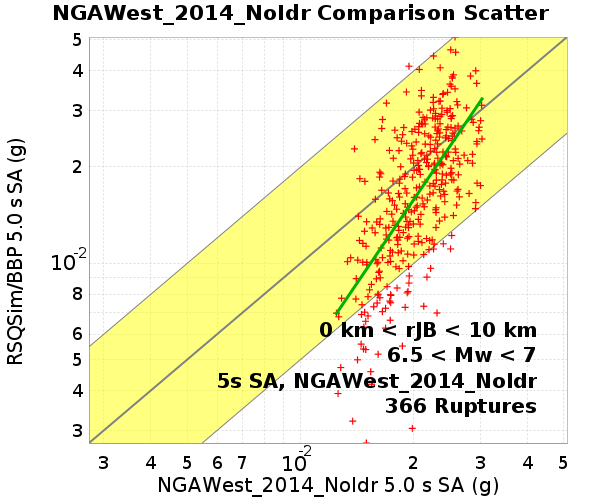 NGAWest_2014_NoIdr Comparison Scatter
RSQSim/BBP 5.0 s SA (g)
5
4
3
2
10-2
8
6
5
4
3
0 km < rJB < 10 km
6.5 < Mw < 7
5s SA, NGAWest_2014_NoIdr
366 Ruptures
3 4 5 6 7 10-2 2 3 4 5
NGAWest_2014_NoIdr 5.0 s SA (g)